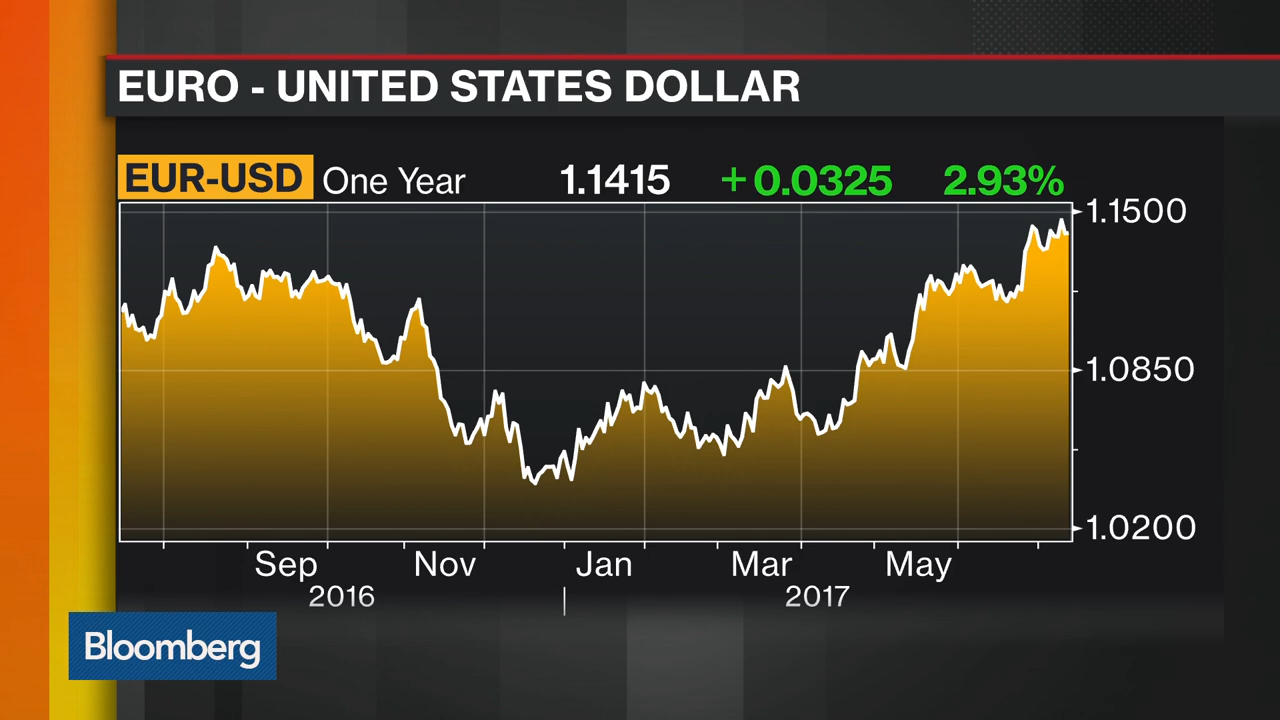 EURO - UNITED STATES DOLLAR
EUR-USD One Year 1.1415 +0.0325 2.93%
1.1500
1.0850
1.0200
Sep Nov Jan Mar May
2016 2017
Bloomberg